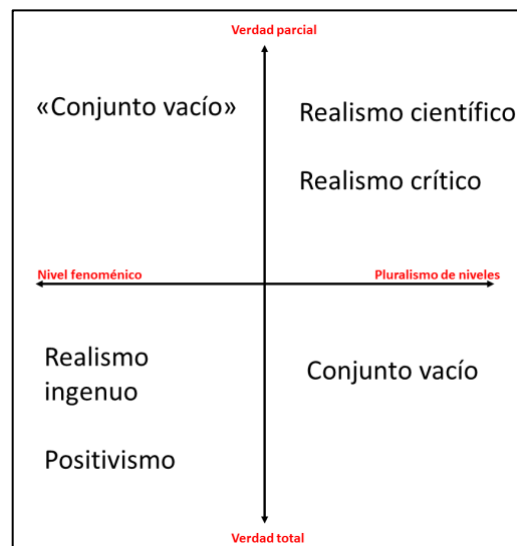 Verdad parcial
«Conjunto vacío»
Realismo científico
Realismo crítico
Nivel fenoménico
Pluralismo de niveles
Realismo
ingenuo
Conjunto vacío
Positivismo
Verdad total